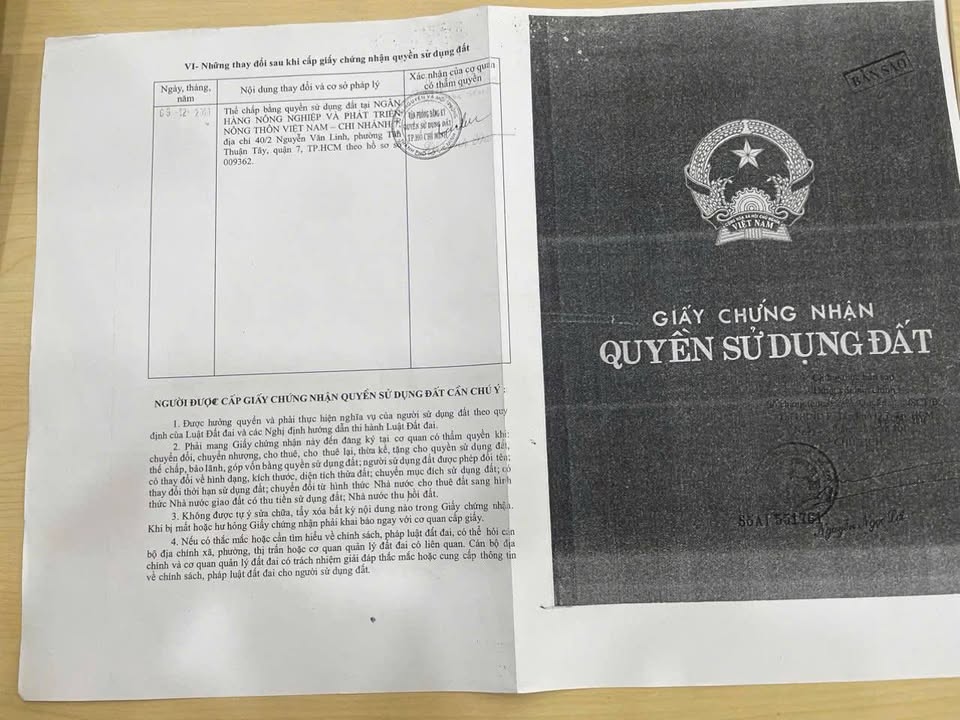 VI- Những thay đổi sau khi cấp giấy chứng nhận quyền sử dụng đất
Ngày, tháng, năm
Nội dung thay đổi và cơ sở pháp lý
Xác nhận của cơ quan có thẩm quyền
Thế chấp bằng quyền sử dụng đất tại NGÂN
HÀNG NÔNG NGHIỆP VÀ PHÁT TRIỂN
NÔNG THÔN VIỆT NAM – CHI NHÁNH
địa chỉ 40/2 Nguyễn Văn Linh, phường Tân
Thuận Tây, quận 7, TP.HCM theo hồ sơ số
009362.
VĂN PHÒNG ĐĂNG KÝ
QUYỀN SỬ DỤNG ĐẤT
TP.HỒ CHÍ MINH
NGƯỜI ĐƯỢC CẤP GIẤY CHỨNG NHẬN QUYỀN SỬ DỤNG ĐẤT CẦN CHÚ Ý :
1. Được hưởng quyền và phải thực hiện nghĩa vụ của người sử dụng đất theo quy
định của Luật Đất đai và các Nghị định hướng dẫn thi hành Luật Đất đai.
2. Phải mang Giấy chứng nhận này đến đăng ký tại cơ quan có thẩm quyền khi:
chuyển đổi, chuyển nhượng, cho thuê, cho thuê lại, thừa kế, tặng cho quyền sử dụng đất,
thế chấp, bảo lãnh, góp vốn bằng quyền sử dụng đất; người sử dụng đất được phép đổi tên;
có thay đổi về hình dạng, kích thước, diện tích thửa đất; chuyển mục đích sử dụng đất; có
thay đổi thời hạn sử dụng đất; chuyển đổi từ hình thức Nhà nước cho thuê đất sang hình
thức Nhà nước giao đất có thu tiền sử dụng đất; Nhà nước thu hồi đất.
3. Không được tự ý sửa chữa, tẩy xóa bất kỳ nội dung nào trong Giấy chứng nhận.
Khi bị mất hoặc hư hỏng Giấy chứng nhận phải khai báo ngay với cơ quan cấp giấy.
4. Nếu có thắc mắc hoặc cần tìm hiểu về chính sách, pháp luật đất đai, có thể hỏi cán
bộ địa chính xã, phường, thị trấn hoặc cơ quan quản lý đất đai có liên quan. Cán bộ địa
chính và cơ quan quản lý đất đai có trách nhiệm giải đáp thắc mắc hoặc cung cấp thông tin
về chính sách, pháp luật đất đai cho người sử dụng đất.
BẢN SAO
VIỆT NAM
GIẤY CHỨNG NHẬN
QUYỀN SỬ DỤNG ĐẤT